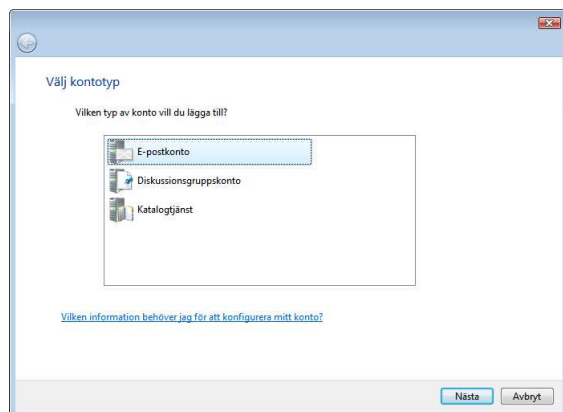 Välj kontotyp
Vilken typ av konto vill du lägga till?
E-postkonto
Diskussionsgruppskonto
Katalogtjänst
Vilken information behöver jag för att konfigurera mitt konto?
Nästa
Avbryt